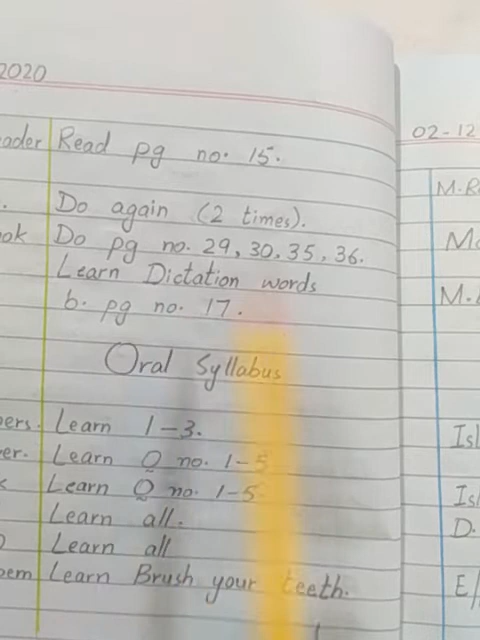 2020
Read pg no. 15.
Do again (2 times).
Do pg no. 29, 30, 35, 36.
Learn Dictation words
b. pg no. 17.
Oral Syllabus
Learn 1-3.
Learn Q no. 1-5
Learn Q no. 1-5
Learn all.
Learn all
Learn Brush your teeth.
02-12
M.
Isl
Isl
D.
E/